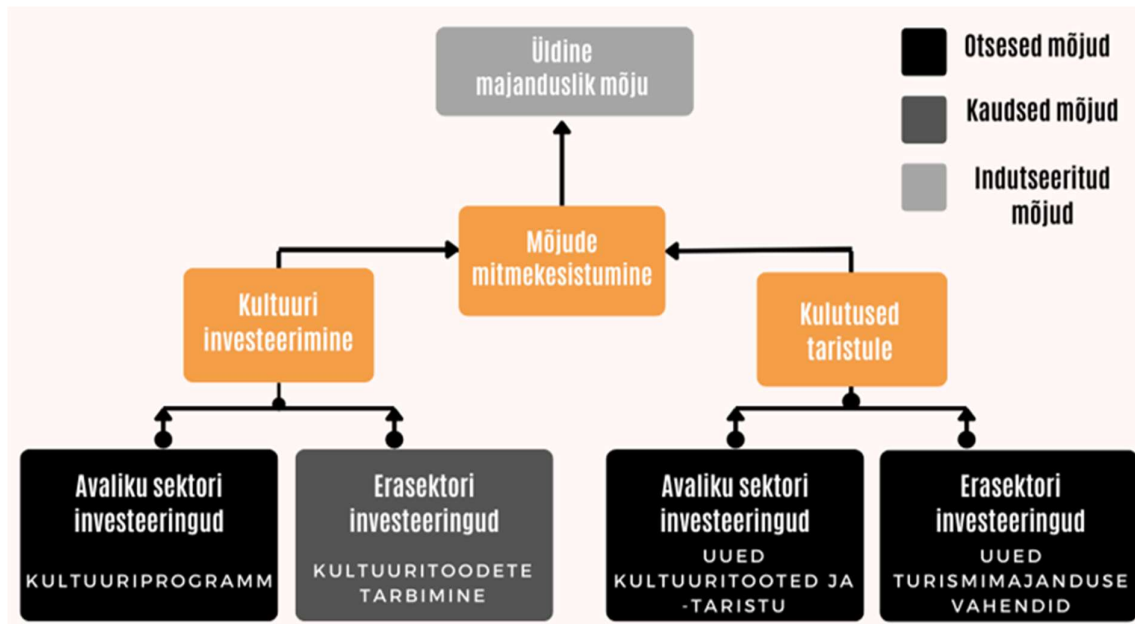 Üldine
majanduslik mõju
Otsesed mõjud
Kaudsed mõjud
Indutseeritud
mõjud
Mõjude
mitmekesistumine
Kultuuri
investeerimine
Kulutused
taristule
Avaliku sektori
investeeringud
KULTUURIPROGRAMM
Erasektori
investeeringud
KULTUURITOODETE
TARBIMINE
Avaliku sektori
investeeringud
UUED
KULTUURITOOTED JA
-TARISTU
Erasektori
investeeringud
UUED
TURISMIMAJANDUSE
VAHENDID